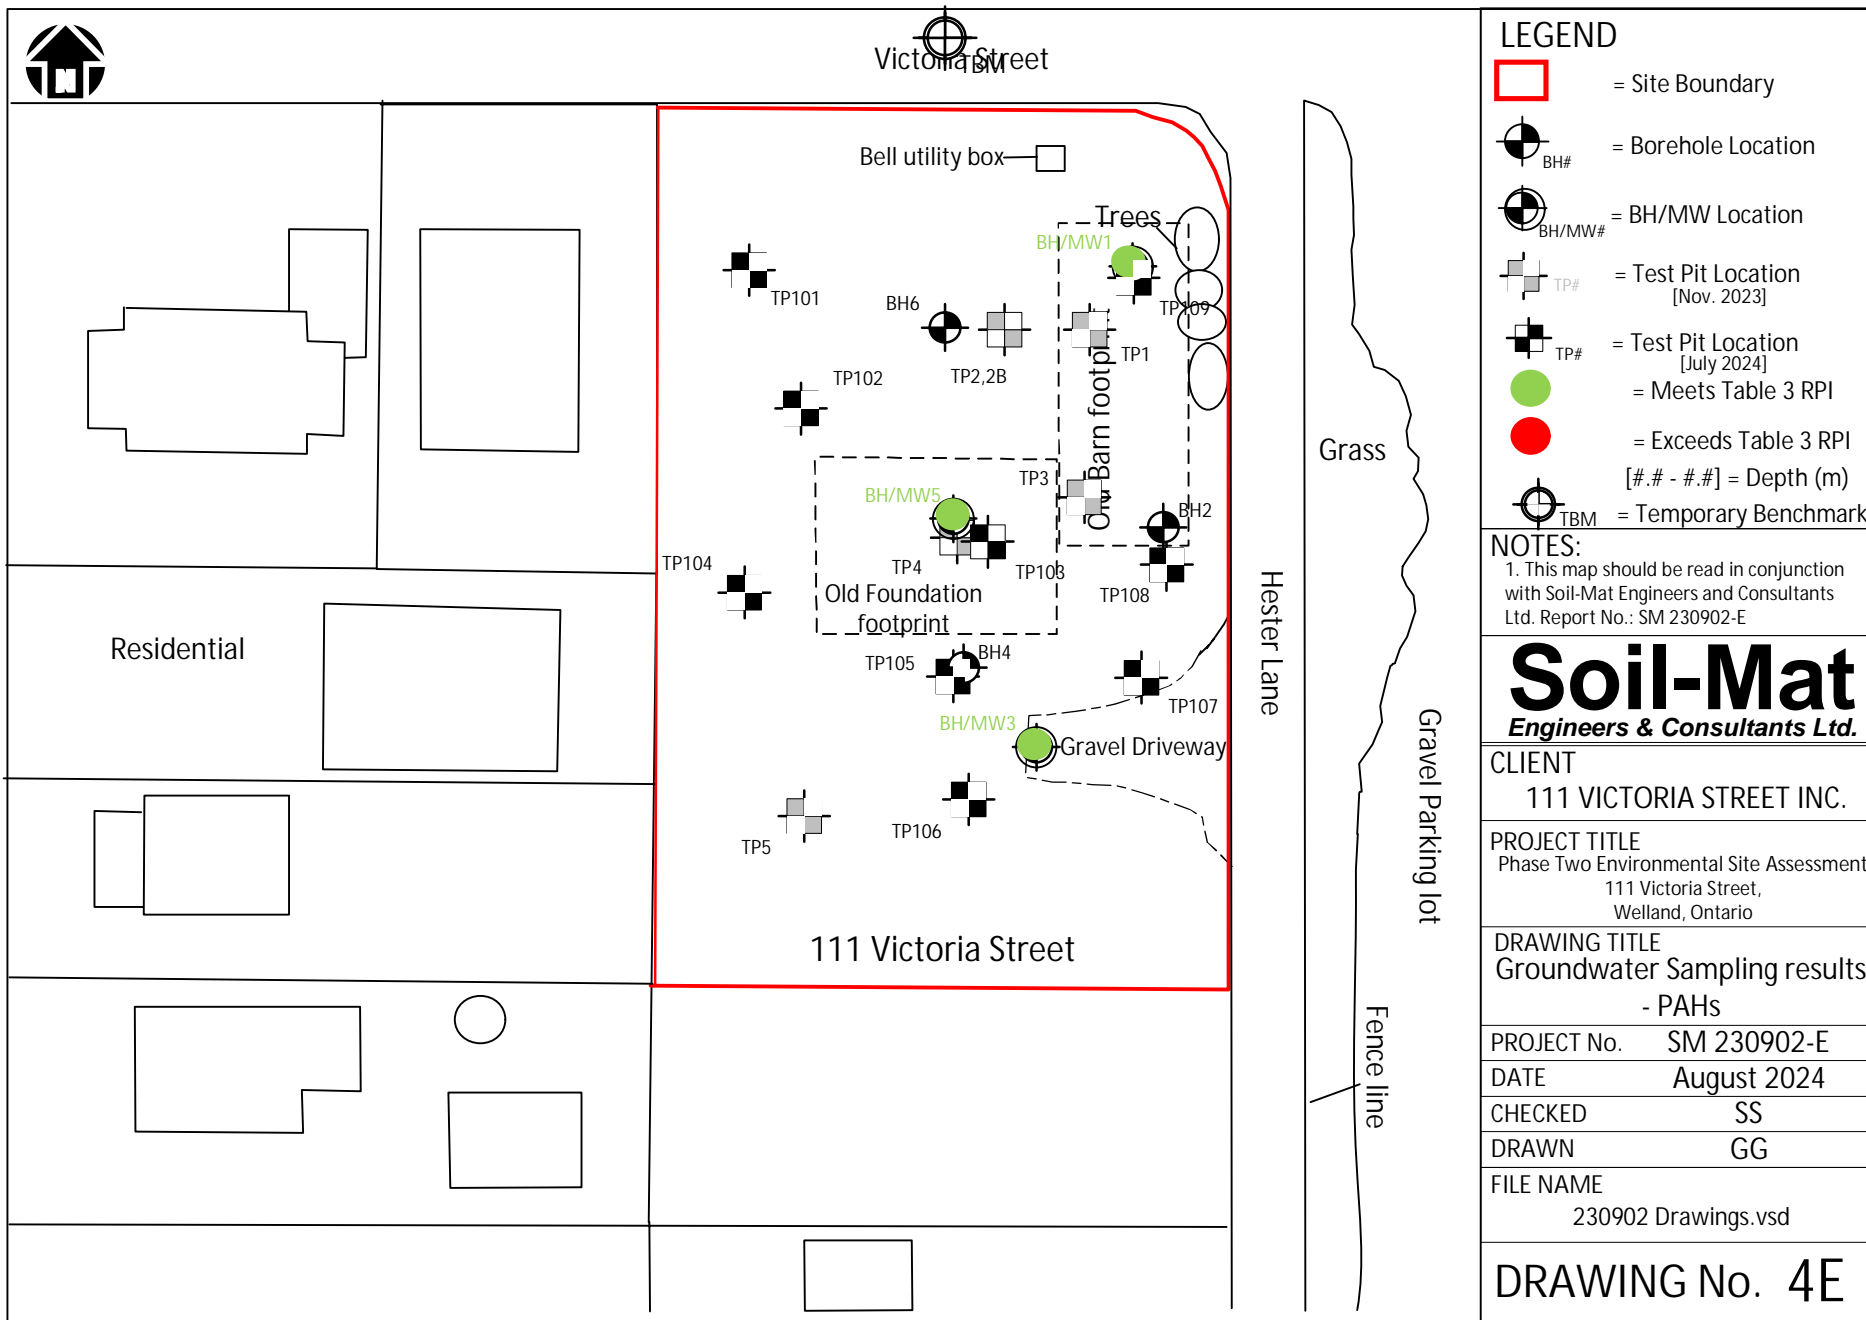 N
Victoria Street
TBM
Bell utility box
Trees
BH/MW1
TP101
TP109
BH6
TP1
TP2,2B
TP102
Old Barn footprint
TP3
BH/MW5
BH2
TP104
TP4
TP103
TP108
Old Foundation
footprint
TP105
BH4
TP107
BH/MW3
Gravel Driveway
TP106
TP5
111 Victoria Street
Residential
Hester Lane
Grass
Gravel Parking lot
Fence line
LEGEND
= Site Boundary
BH#
= Borehole Location
BH/MW#
= BH/MW Location
TP#
= Test Pit Location
[Nov. 2023]
TP#
= Test Pit Location
[July 2024]
= Meets Table 3 RPI
= Exceeds Table 3 RPI
[#.# - #.#] = Depth (m)
TBM
= Temporary Benchmark
NOTES:
1. This map should be read in conjunction
with Soil-Mat Engineers and Consultants
Ltd. Report No.: SM 230902-E
Soil-Mat
Engineers & Consultants Ltd.
CLIENT
111 VICTORIA STREET INC.
PROJECT TITLE
Phase Two Environmental Site Assessment
111 Victoria Street,
Welland, Ontario
DRAWING TITLE
Groundwater Sampling results
- PAHs
PROJECT No. SM 230902-E
DATE August 2024
CHECKED SS
DRAWN GG
FILE NAME
230902 Drawings.vsd
DRAWING No. 4E